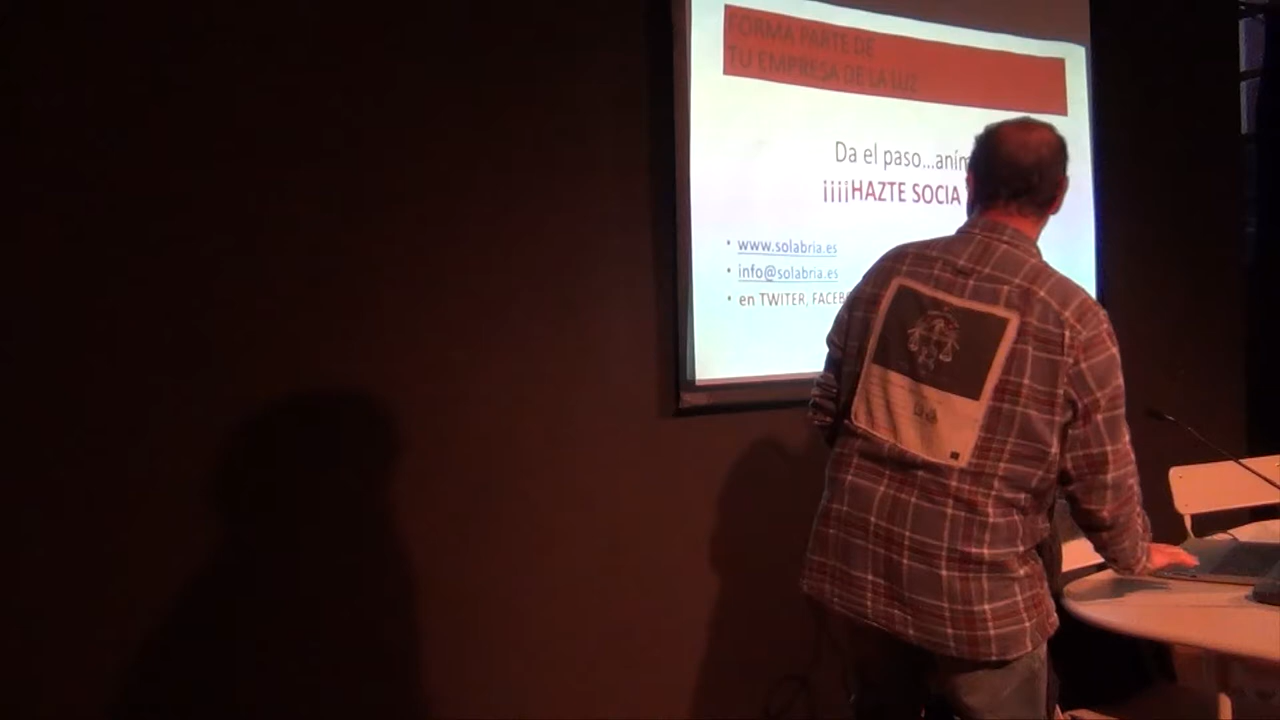 FORMA PARTE DE
TU EMPRESA DE LA LUZ
Da el paso...aním
¡¡¡¡HAZTE SOCIA
• www.solabria.es
• info@solabria.es
• en TWITER, FACEB